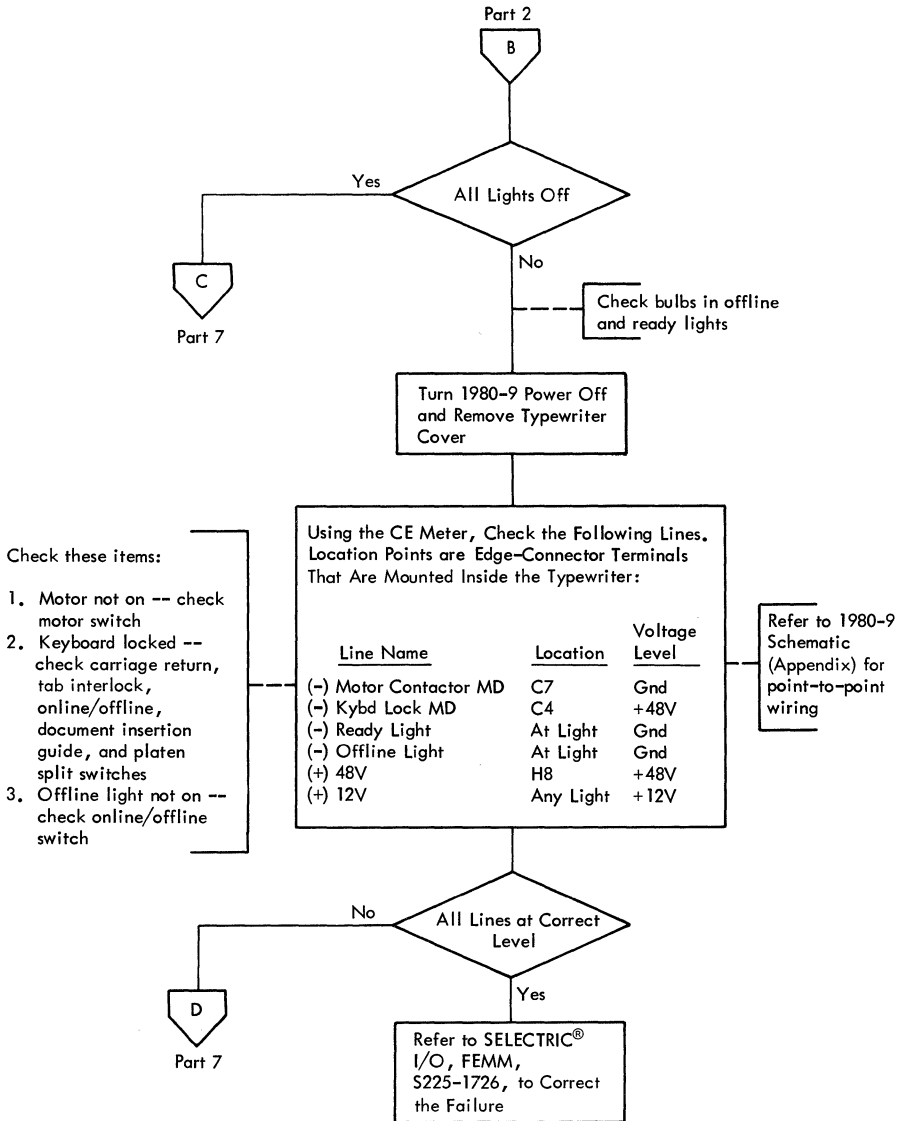 Part 2
B
All Lights Off
Yes
No
C
Part 7
Check bulbs in offline
and ready lights
Turn 1980-9 Power Off
and Remove Typewriter
Cover
Check these items:
1. Motor not on -- check
motor switch
2. Keyboard locked --
check carriage return,
tab interlock,
online/offline,
document insertion
guide, and platen
split switches
3. Offline light not on --
check online/offline
switch
Using the CE Meter, Check the Following Lines.
Location Points are Edge-Connector Terminals
That Are Mounted Inside the Typewriter:
Line Name Location Voltage Level
(-) Motor Contactor MD C7 Gnd
(-) Kybd Lock MD C4 +48V
(-) Ready Light At Light Gnd
(-) Offline Light At Light Gnd
(+) 48V H8 +48V
(+) 12V Any Light +12V
Refer to 1980-9
Schematic
(Appendix) for
point-to-point
wiring
All Lines at Correct
Level
No
Yes
D
Part 7
Refer to SELECTRIC®
I/O, FEMM,
S225-1726, to Correct
the Failure